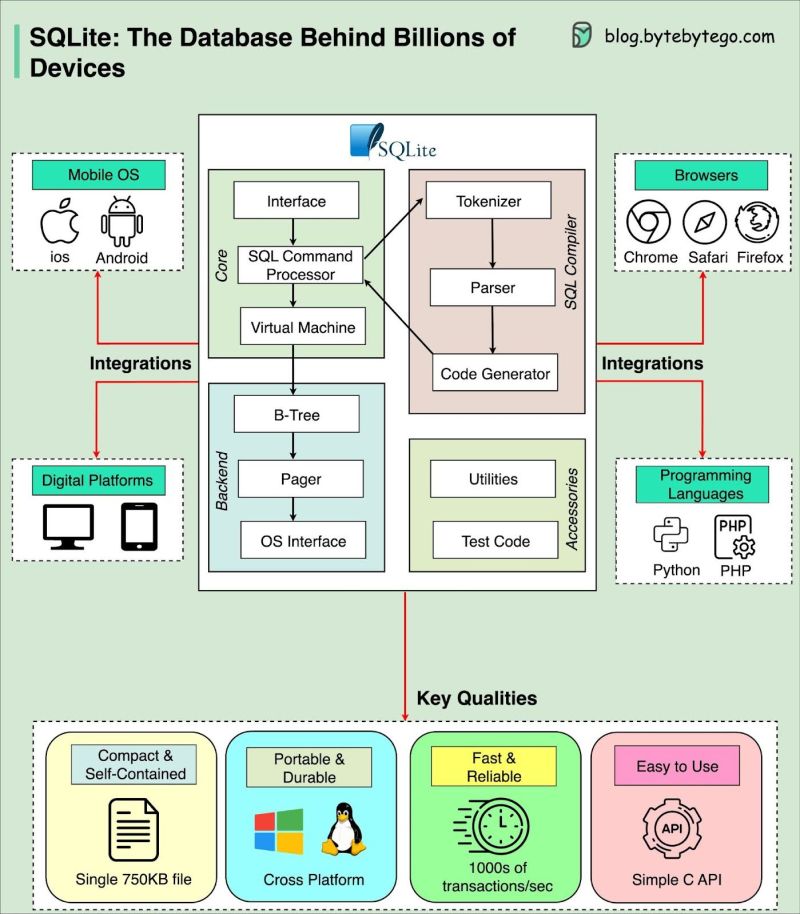 SQLite: The Database Behind Billions of
Devices
blog.bytebytego.com
SQLite
Mobile OS
ios
Android
Integrations
Digital Platforms
Core
Interface
SQL Command
Processor
Virtual Machine
Backend
B-Tree
Pager
OS Interface
SQL Compiler
Tokenizer
Parser
Code Generator
Accessories
Utilities
Test Code
Browsers
Chrome
Safari
Firefox
Integrations
Programming
Languages
Python
PHP
PHP
Key Qualities
Compact &
Self-Contained
Single 750KB file
Portable &
Durable
Cross Platform
Fast &
Reliable
1000s of
transactions/sec
Easy to Use
API
Simple C API